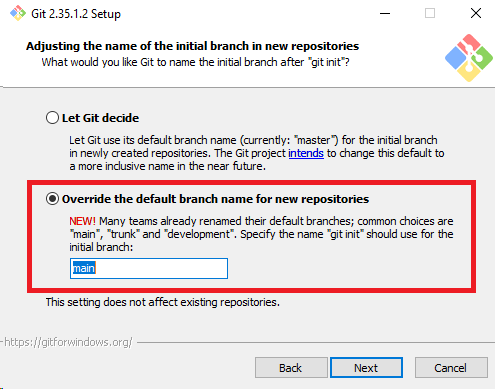 Git 2.35.1.2 Setup
Adjusting the name of the initial branch in new repositories
What would you like Git to name the initial branch after "git init"?
Let Git decide
Let Git use its default branch name (currently: "master") for the initial branch
in newly created repositories. The Git project intends to change this default to
a more inclusive name in the near future.
Override the default branch name for new repositories
NEW! Many teams already renamed their default branches; common choices are
"main", "trunk" and "development". Specify the name "git init" should use for the
initial branch:
main
This setting does not affect existing repositories.
https://gitforwindows.org/
Back
Next
Cancel